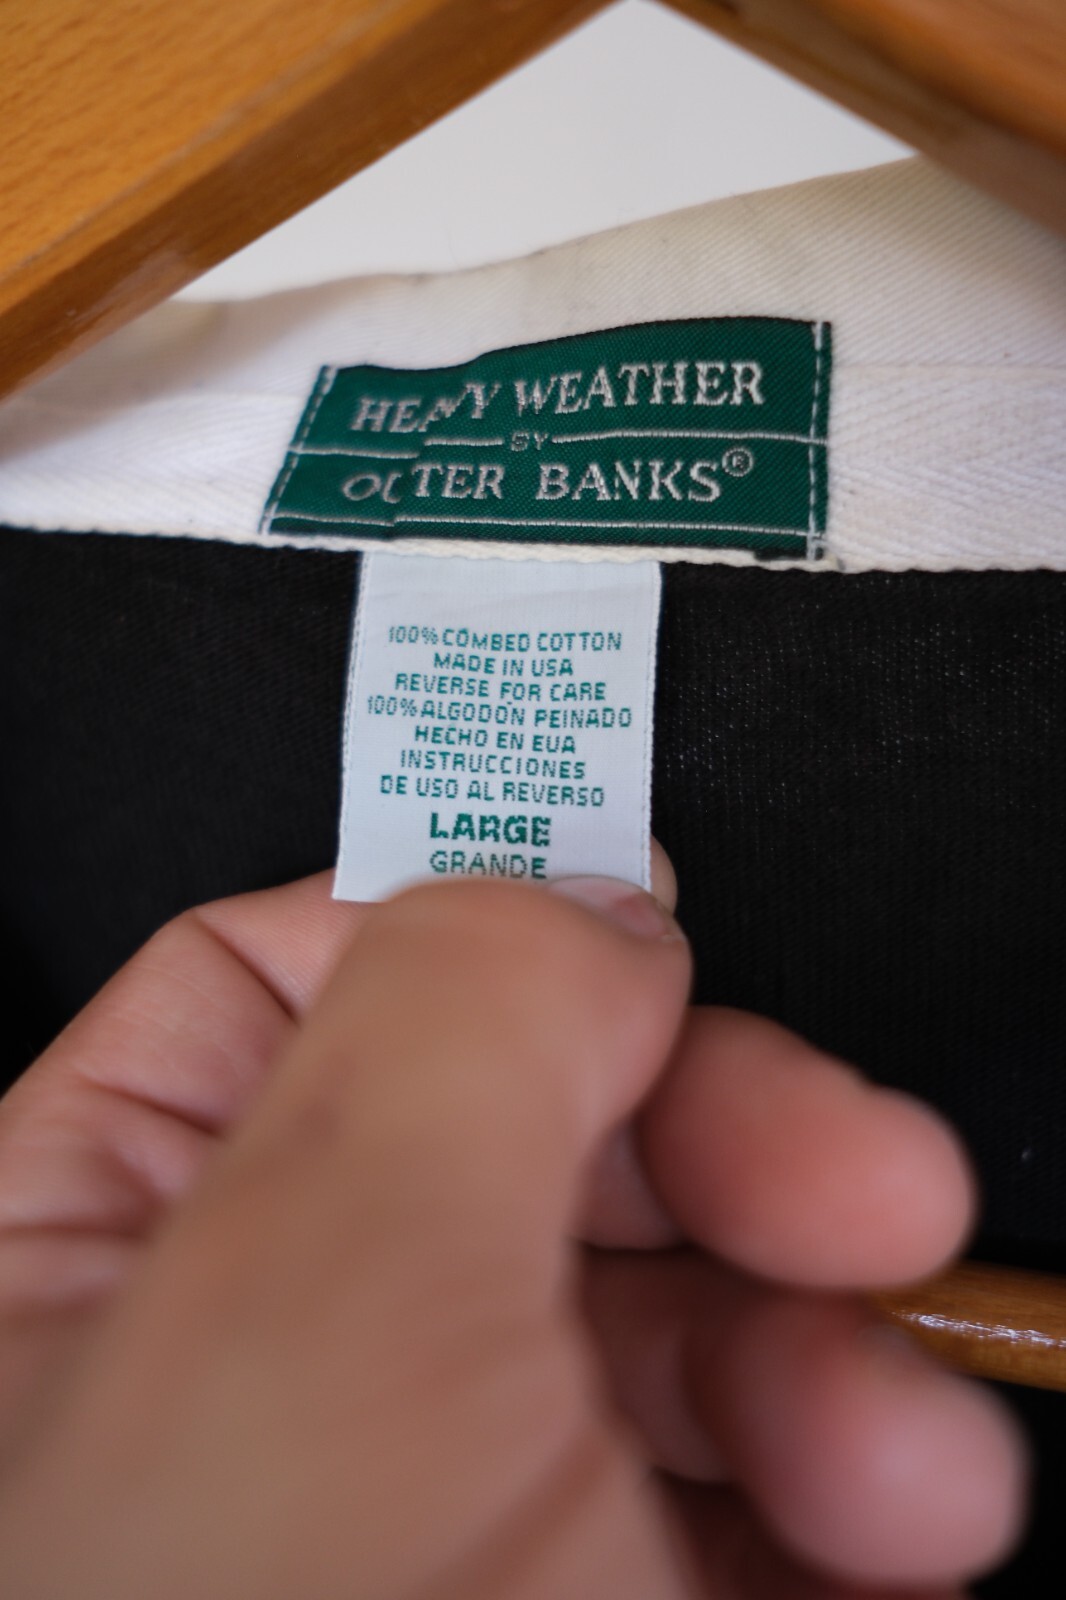 HEAVY WEATHER
BY
OUTER BANKS®
100% COMBED COTTON
MADE IN USA
REVERSE FOR CARE
100% ALGODÓN PEINADO
HECHO EN EUA
INSTRUCCIONES
DE USO AL REVERSO
LARGE
GRANDE